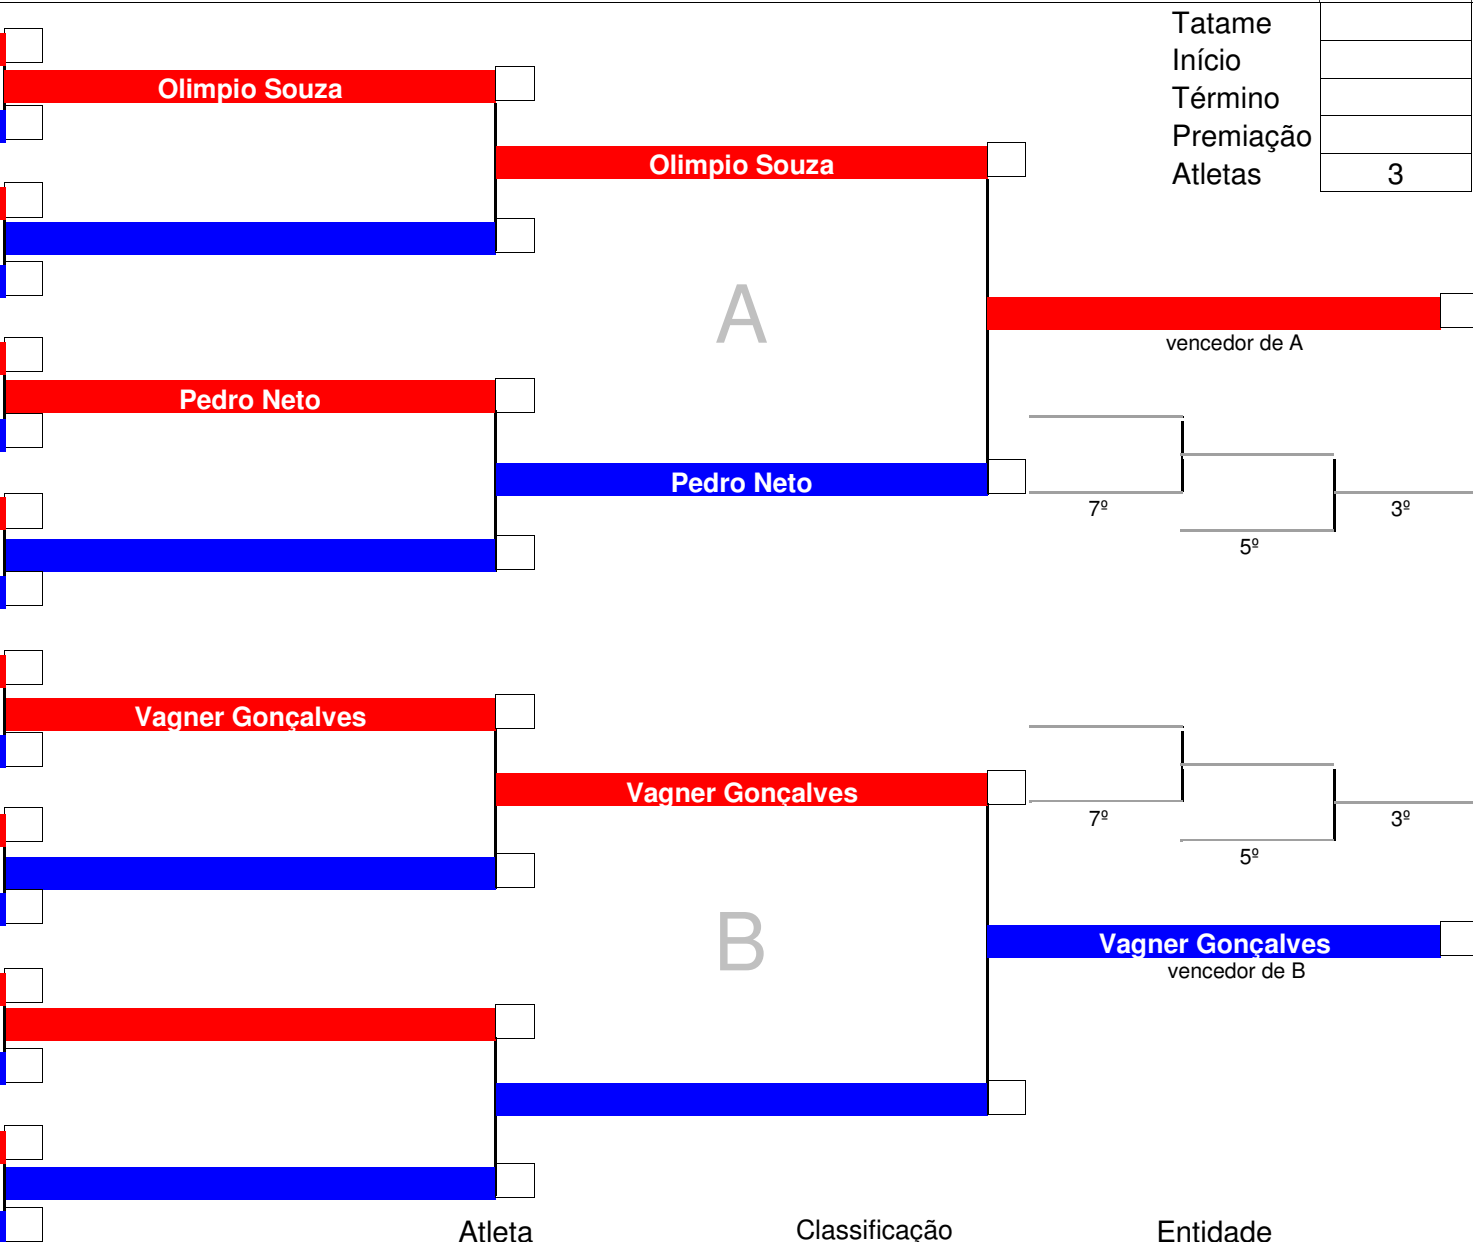 Tatame
Início
Olimpio Souza
Término
Premiação
Olimpio Souza
Atletas 3
A
vencedor de A
Pedro Neto
Pedro Neto
7º
3º
5º
Vagner Gonçalves
Vagner Gonçalves
7º
3º
5º
B
Vagner Gonçalves
vencedor de B
Atleta Classificação Entidade